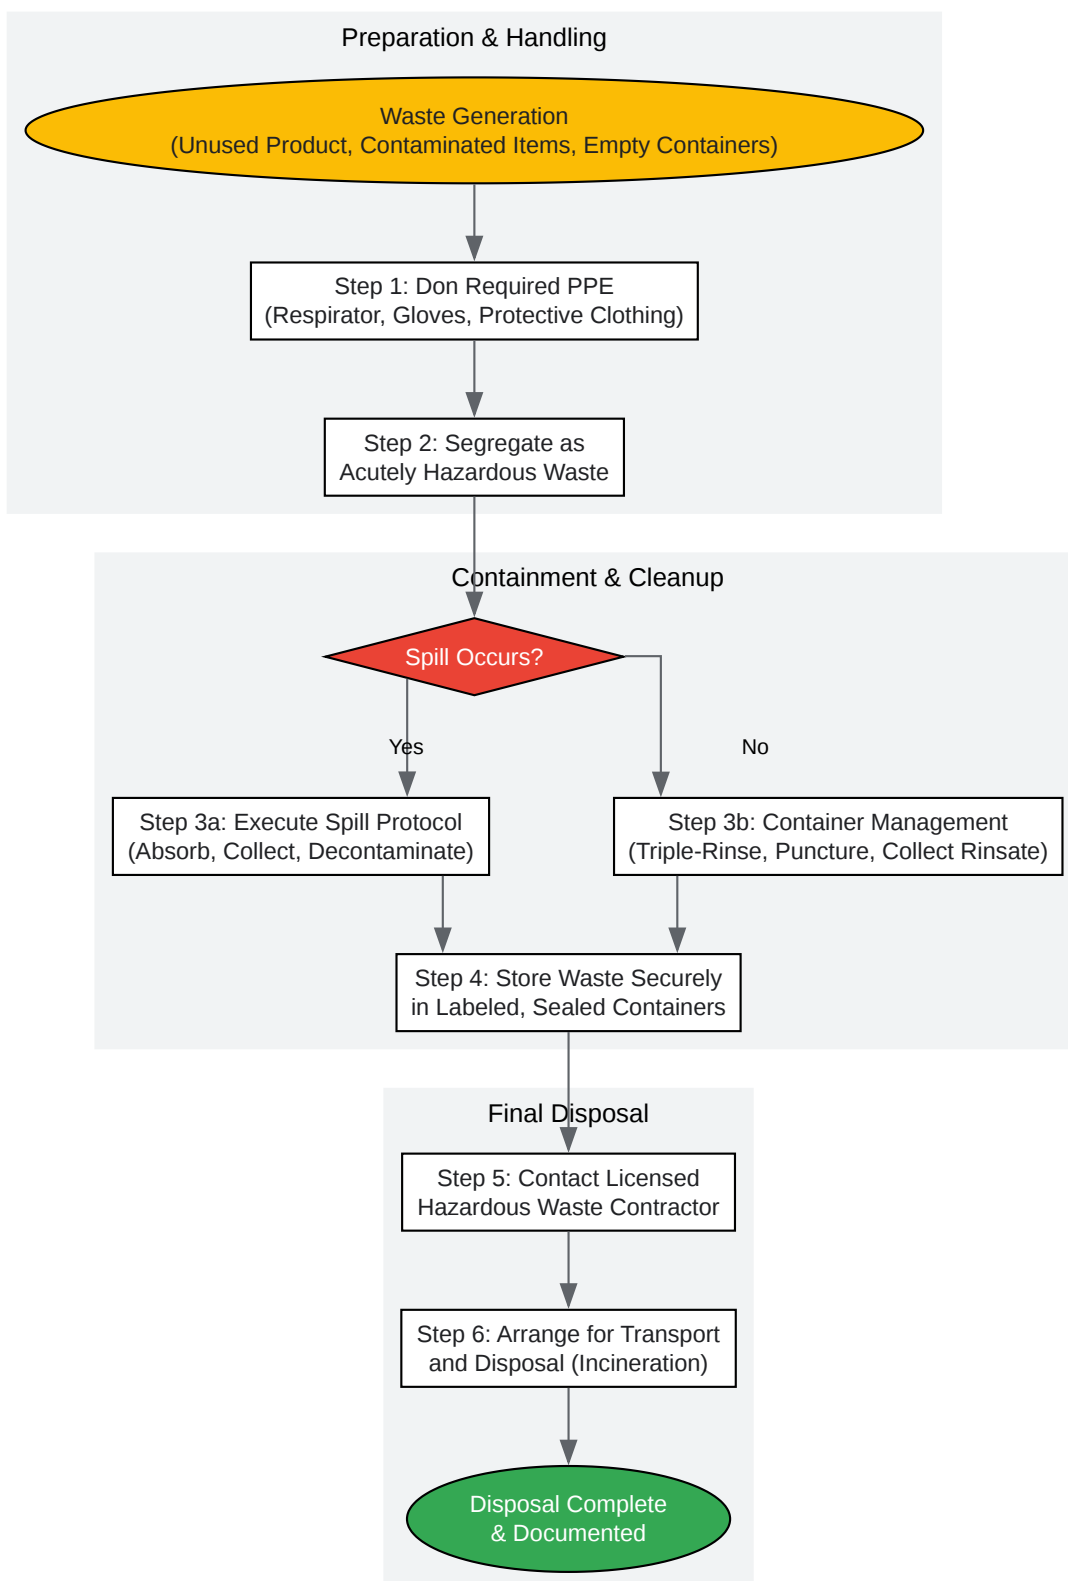 Preparation & Handling
Waste Generation
(Unused Product, Contaminated Items, Empty Containers)
Step 1: Don Required PPE
(Respirator, Gloves, Protective Clothing)
Step 2: Segregate as
Acutely Hazardous Waste
Containment & Cleanup
Spill Occurs?
Yes
No
Step 3a: Execute Spill Protocol
(Absorb, Collect, Decontaminate)
Step 3b: Container Management
(Triple-Rinse, Puncture, Collect Rinsate)
Step 4: Store Waste Securely
in Labeled, Sealed Containers
Final Disposal
Step 5: Contact Licensed
Hazardous Waste Contractor
Step 6: Arrange for Transport
and Disposal (Incineration)
Disposal Complete
& Documented